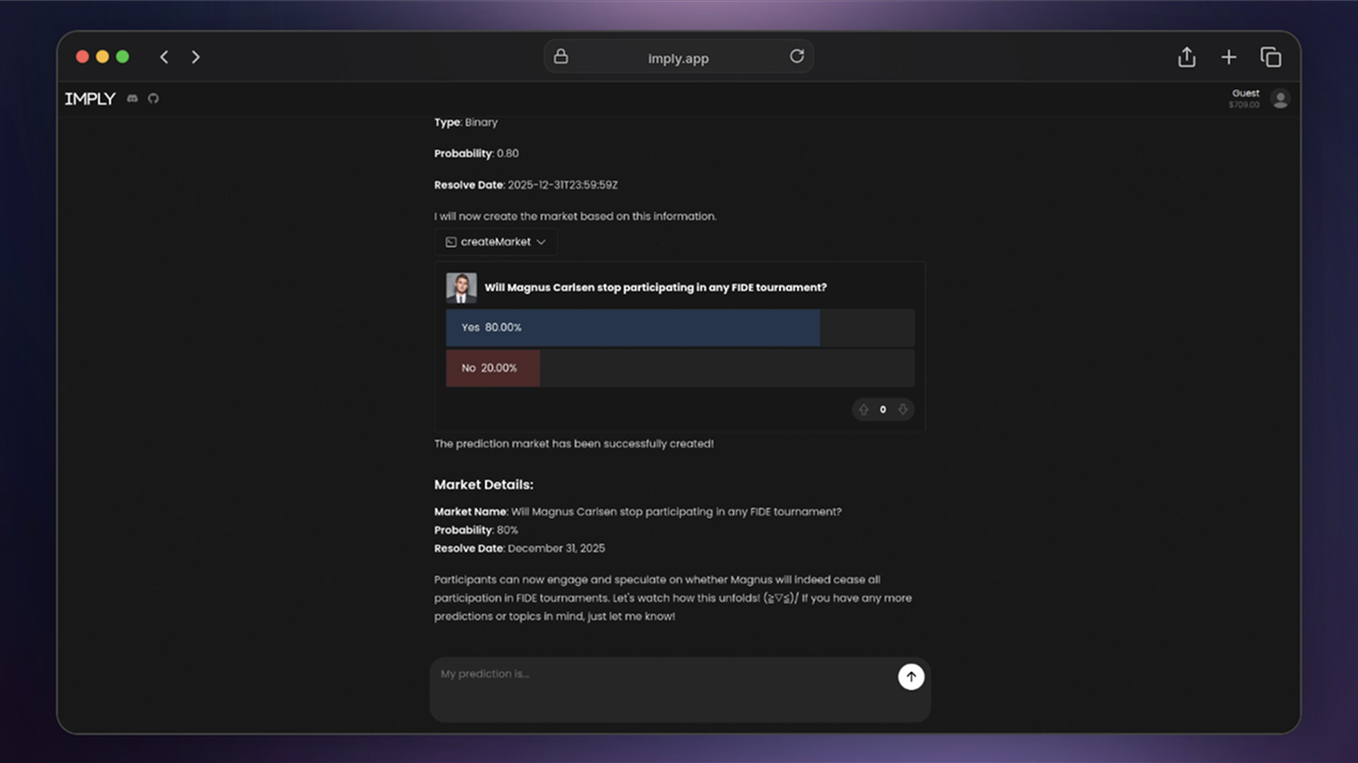 imply.app
IMPLY
Guest
$709.00
Type: Binary
Probability: 0.80
Resolve Date: 2025-12-31T23:59:59Z
I will now create the market based on this information.
createMarket
Will Magnus Carlsen stop participating in any FIDE tournament?
Yes 80.00%
No 20.00%
0
The prediction market has been successfully created!
Market Details:
Market Name: Will Magnus Carlsen stop participating in any FIDE tournament?
Probability: 80%
Resolve Date: December 31, 2025
Participants can now engage and speculate on whether Magnus will indeed cease all
participation in FIDE tournaments. Let's watch how this unfolds! (≧▽≦)/ If you have any more
predictions or topics in mind, just let me know!
My prediction is...